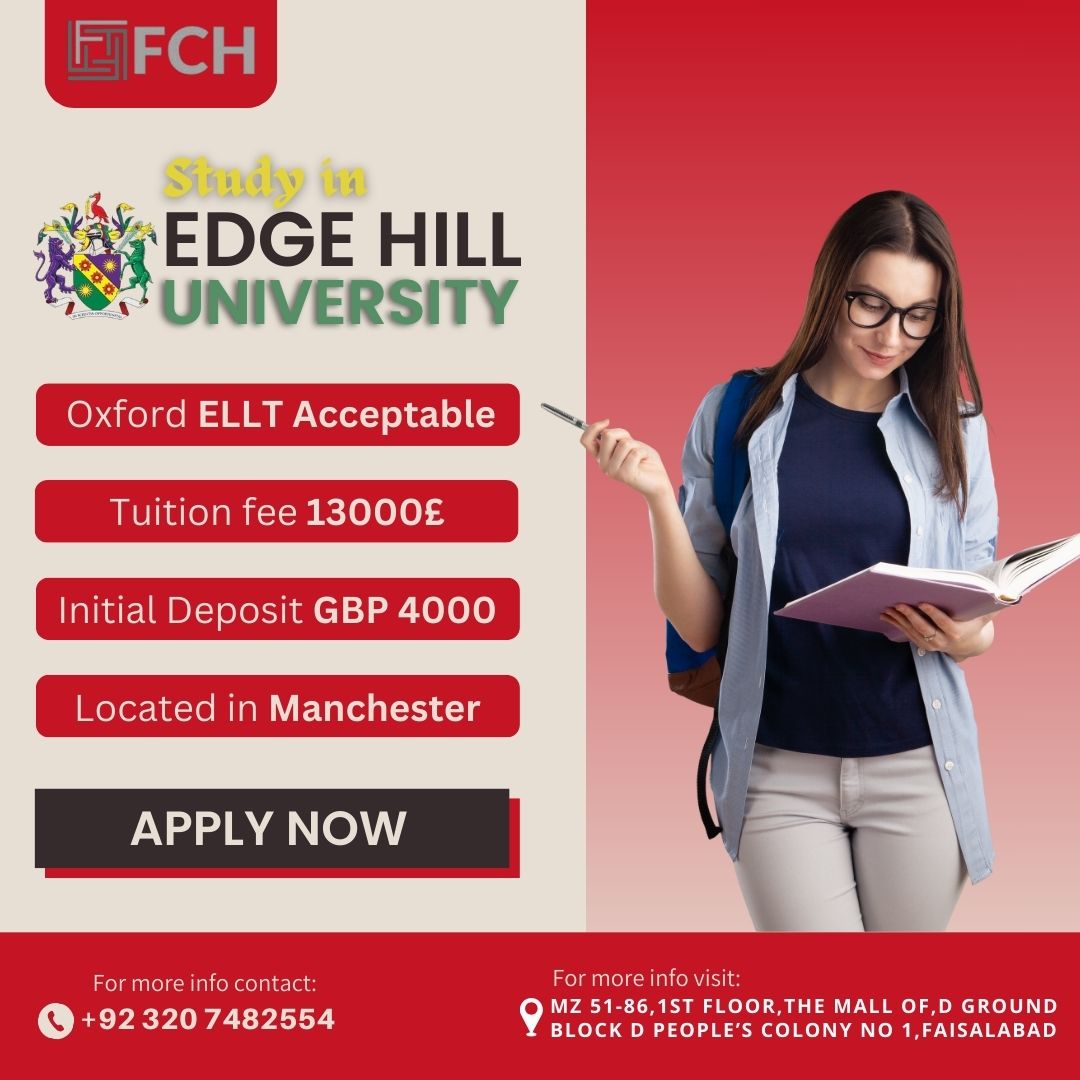 FCH
Study in
EDGE HILL
UNIVERSITY
Oxford ELLT Acceptable
Tuition fee 13000£
Initial Deposit GBP 4000
Located in Manchester
APPLY NOW
For more info contact:
+92 320 7482554
For more info visit:
MZ 51-86,1ST FLOOR,THE MALL OF,D GROUND
BLOCK D PEOPLE’S COLONY NO 1,FAISALABAD